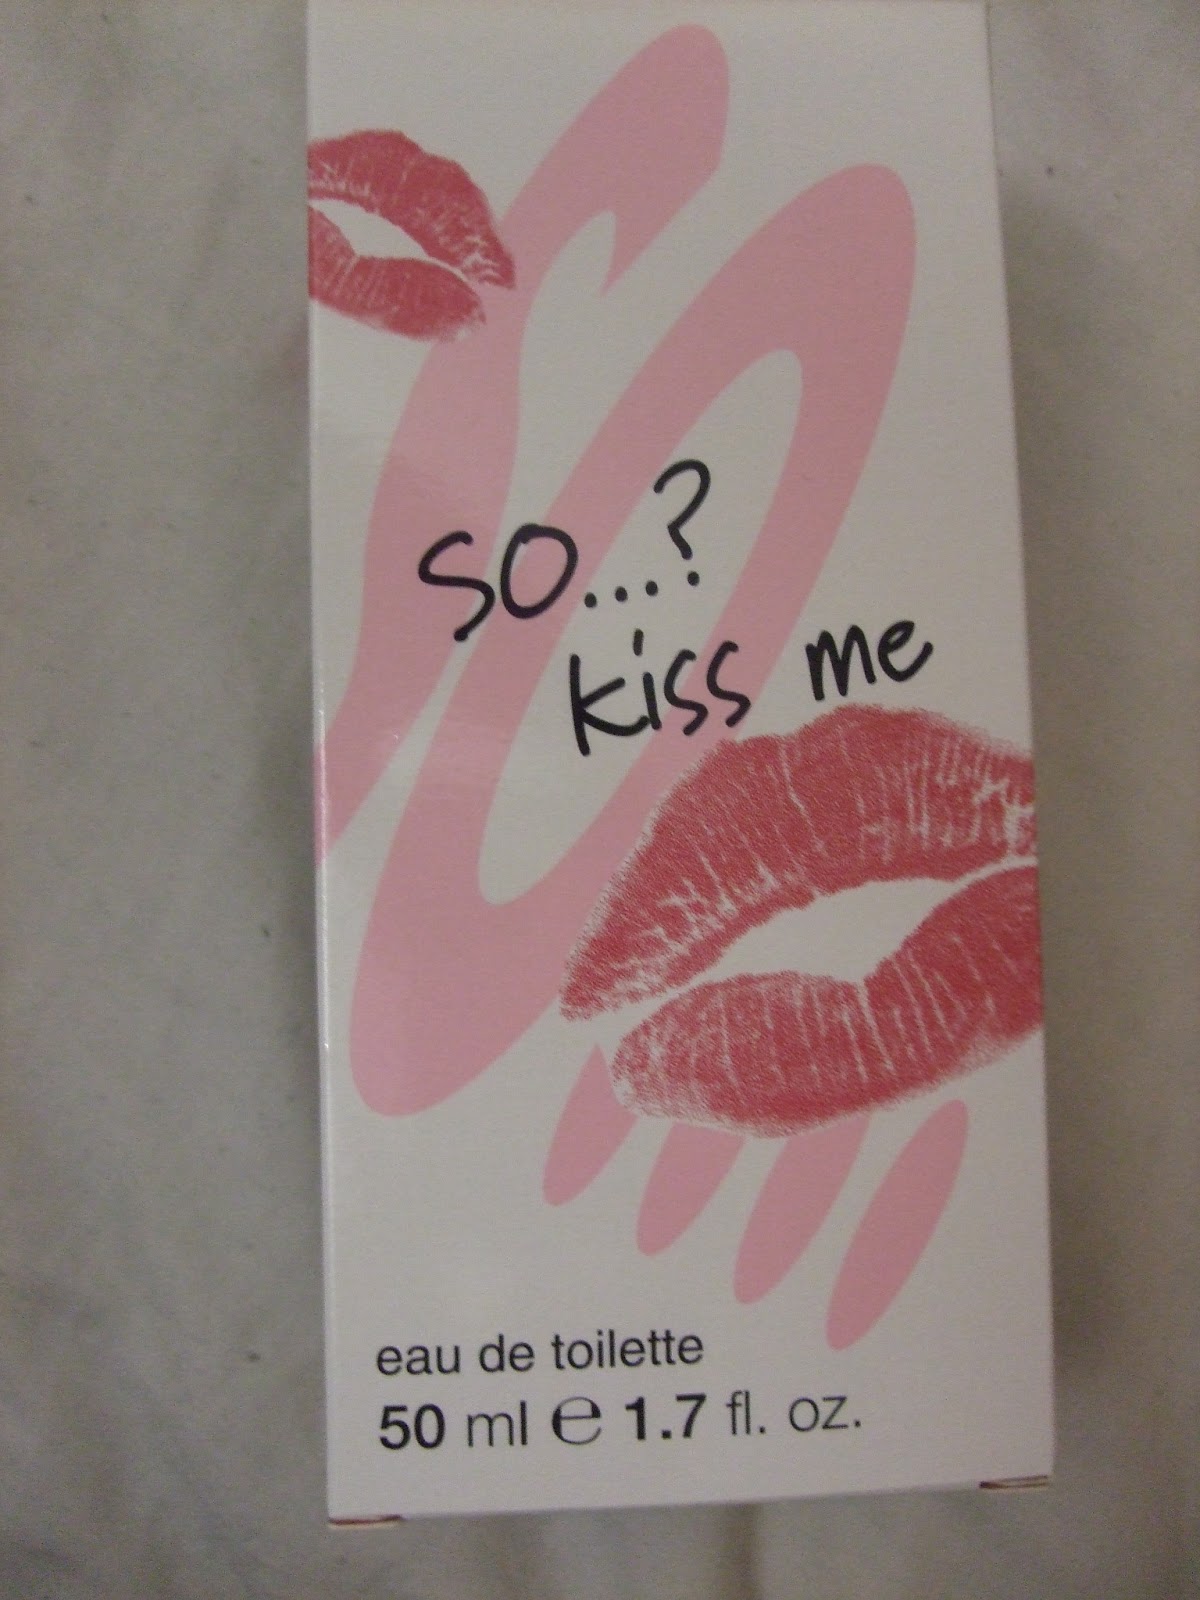 so...?
kiss me
eau de toilette
50 ml ℮ 1.7 fl. oz.